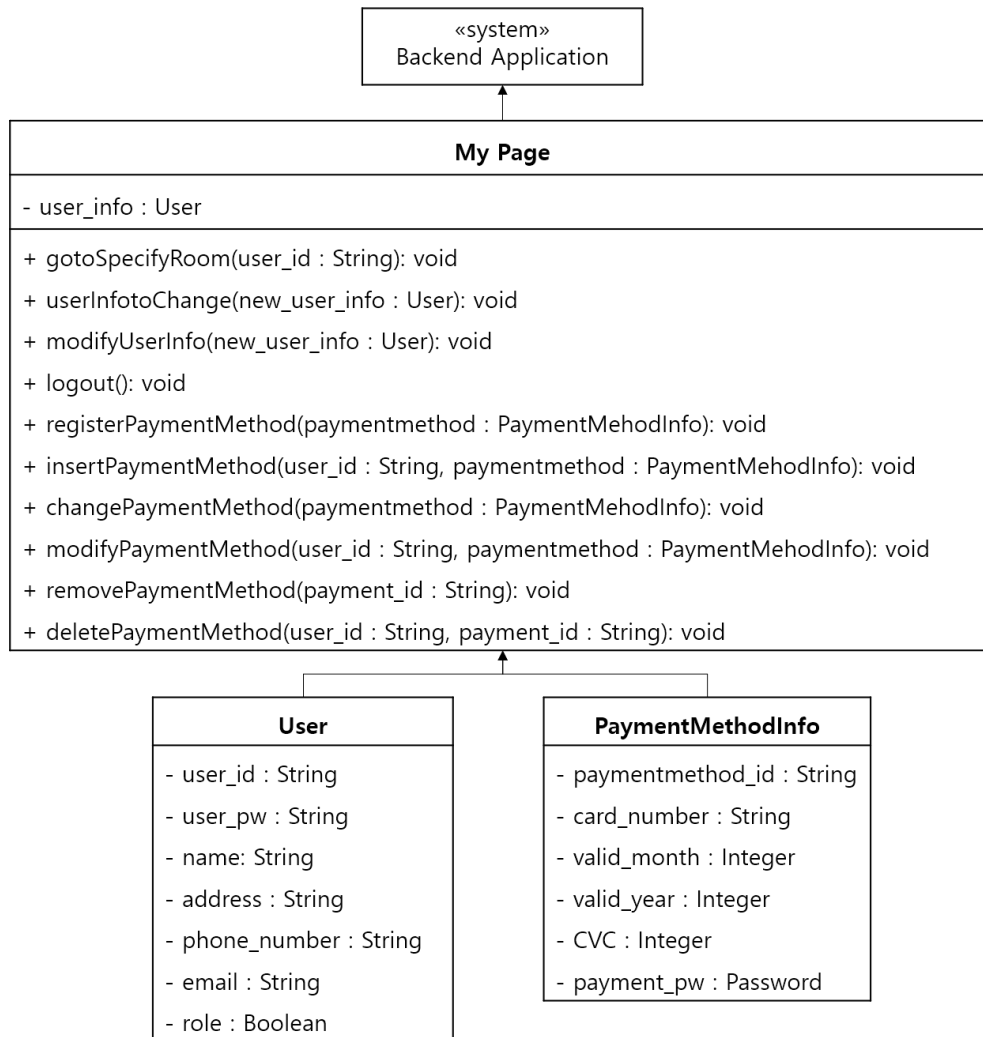 «system»
Backend Application
My Page
- user_info : User
+ gotoSpecifyRoom(user_id : String): void
+ userInfotoChange(new_user_info : User): void
+ modifyUserInfo(new_user_info : User): void
+ logout(): void
+ registerPaymentMethod(paymentmethod : PaymentMehodInfo): void
+ insertPaymentMethod(user_id : String, paymentmethod : PaymentMehodInfo): void
+ changePaymentMethod(paymentmethod : PaymentMehodInfo): void
+ modifyPaymentMethod(user_id : String, paymentmethod : PaymentMehodInfo): void
+ removePaymentMethod(payment_id : String): void
+ deletePaymentMethod(user_id : String, payment_id : String): void
User
- user_id : String
- user_pw : String
- name: String
- address : String
- phone_number : String
- email : String
- role : Boolean
PaymentMethodInfo
- paymentmethod_id : String
- card_number : String
- valid_month : Integer
- valid_year : Integer
- CVC : Integer
- payment_pw : Password